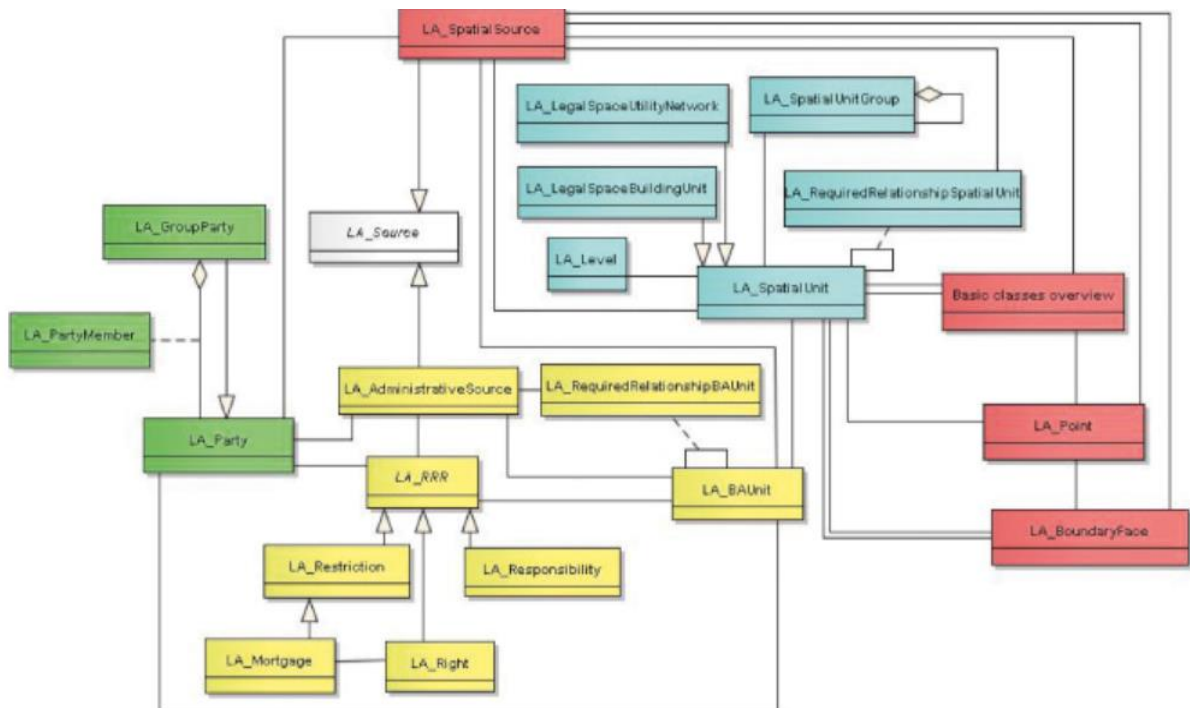 LA_SpatialSource
LA_LegalSpaceUtilityNetwork
LA_SpatialUnitGroup
LA_LegalSpaceBuildingUnit
LA_RequiredRelationshipSpatialUnit
LA_GroupParty
LA_Source
LA_Level
LA_SpatialUnit
Basic classes overview
LA_PartyMember
LA_AdministrativeSource
LA_RequiredRelationshipBAUnit
LA_Party
LA_Point
LA_RRR
LA_BAUnit
LA_BoundaryFace
LA_Restriction
LA_Responsibility
LA_Mortgage
LA_Right